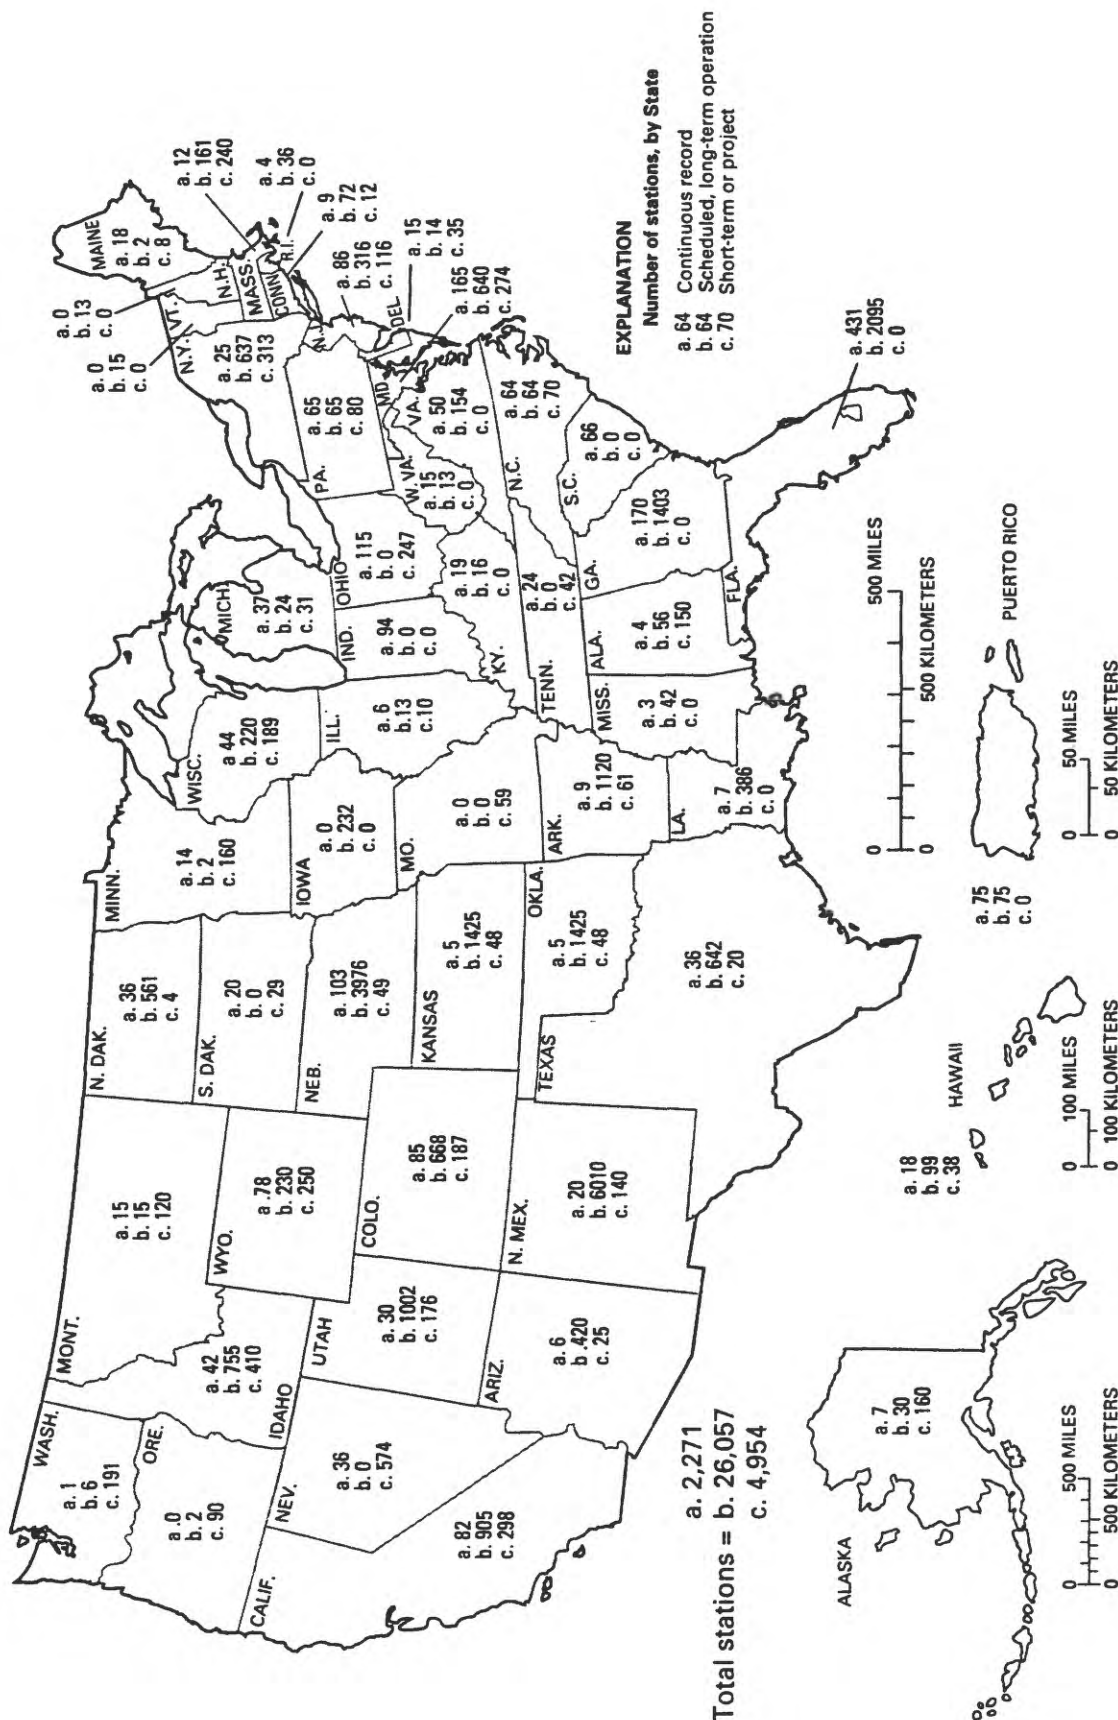 WASH.
a. 1
b. 6
c. 191
ORE.
a. 0
b. 2
c. 90
CALIF.
a. 82
b. 905
c. 298
NEV.
a. 36
b. 0
c. 574
IDAHO
a. 42
b. 755
c. 410
MONT.
a. 15
b. 15
c. 120
WYO.
a. 78
b. 230
c. 250
UTAH
a. 30
b. 1002
c. 176
ARIZ.
a. 6
b. 420
c. 25
COLO.
a. 85
b. 668
c. 187
N. MEX.
a. 20
b. 6010
c. 140
N. DAK.
a. 36
b. 561
c. 4
S. DAK.
a. 20
b. 0
c. 29
NEB.
a. 103
b. 3976
c. 49
KANSAS
a. 5
b. 1425
c. 48
OKLA.
a. 5
b. 1425
c. 48
TEXAS
a. 36
b. 642
c. 20
MINN.
a. 14
b. 2
c. 160
IOWA
a. 0
b. 232
c. 0
MO.
a. 0
b. 0
c. 59
ARK.
a. 9
b. 1120
c. 61
LA.
a. 7
b. 386
c. 0
WISC.
a 44
b. 220
c. 189
ILL.
a. 6
b. 13
c. 10
MICH.
a. 37
b. 24
c. 31
IND.
a. 94
b. 0
c. 0
OHIO
a. 115
b. 0
c. 247
KY.
a. 19
b. 16
c. 0
TENN.
a. 24
b. 0
c. 42
MISS.
a. 3
b. 42
c. 0
ALA.
a. 4
b. 56
c. 150
GA.
a. 170
b. 1403
c. 0
FLA.
a. 431
b. 2095
c. 0
S.C.
a. 66
b. 0
c. 0
N.C.
a. 64
b. 64
c. 70
VA.
a. 50
b. 154
c. 0
W. VA.
a. 15
b. 13
c. 0
MD.
a. 165
b. 640
c. 274
DEL.
a. 15
b. 14
c. 35
PA.
a. 65
b. 65
c. 80
N.J.
a. 86
b. 316
c. 116
N.Y.
a. 25
b. 637
c. 313
CONN.
a. 9
b. 72
c. 12
R.I.
a. 4
b. 36
c. 0
MASS.
a. 12
b. 161
c. 240
VT.
a. 0
b. 15
c. 0
N.H.
a. 0
b. 13
c. 0
MAINE
a. 18
b. 2
c. 8
EXPLANATION
Number of stations, by State
a. 64 Continuous record
b. 64 Scheduled, long-term operation
c. 70 Short-term or project
a. 2,271
Total stations = b. 26,057
c. 4,954
ALASKA
a. 7
b. 30
c. 160
0 500 MILES
0 500 KILOMETERS
HAWAII
a. 18
b. 99
c. 38
0 100 MILES
0 100 KILOMETERS
PUERTO RICO
a. 75
b. 75
c. 0
0 50 MILES
0 50 KILOMETERS
0 500 MILES
0 500 KILOMETERS